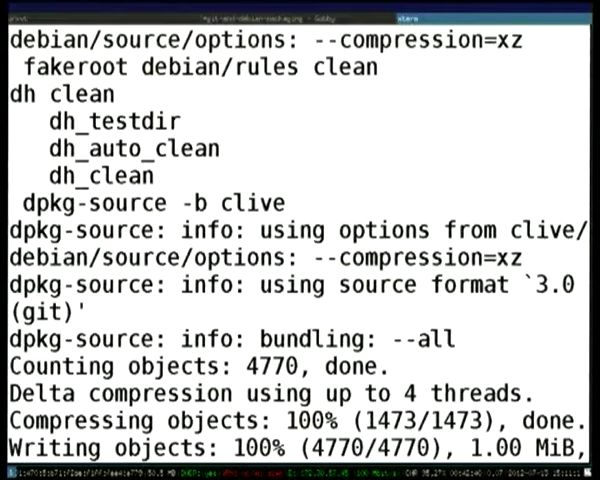 debian/source/options: --compression=xz
 fakeroot debian/rules clean
dh clean
   dh_testdir
   dh_auto_clean
   dh_clean
 dpkg-source -b clive
dpkg-source: info: using options from clive/
debian/source/options: --compression=xz
dpkg-source: info: using source format `3.0
(git)'
dpkg-source: info: bundling: --all
Counting objects: 4770, done.
Delta compression using up to 4 threads.
Compressing objects: 100% (1473/1473), done.
Writing objects: 100% (4770/4770), 1.00 MiB,